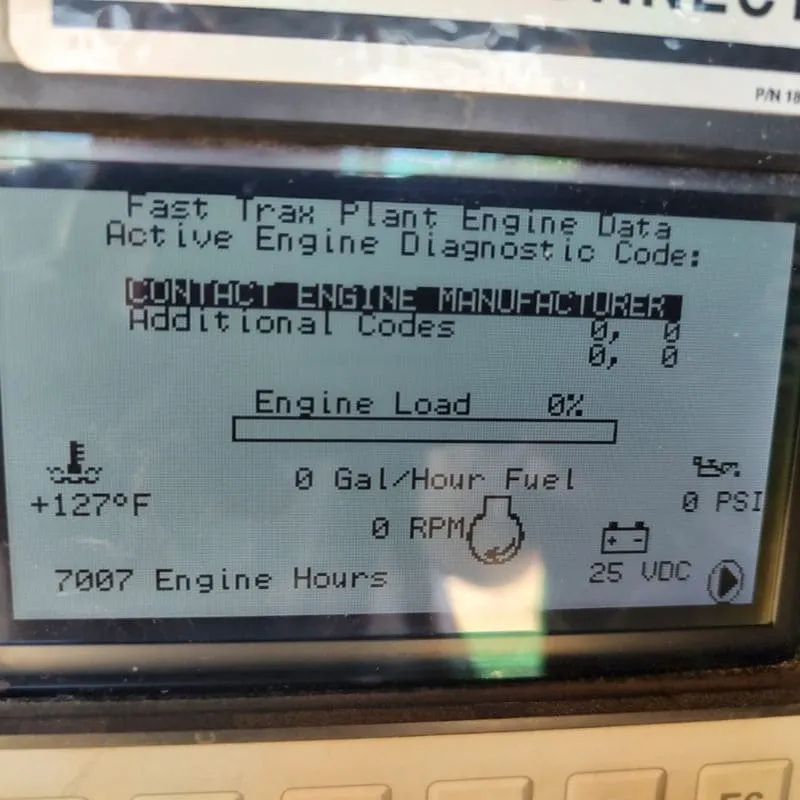 P/N 18
Fast Trax Plant Engine Data
Active Engine Diagnostic Code:
CONTACT ENGINE MANUFACTURER
Additional Codes 0, 0
0, 0
Engine Load 0%
0 Gal/Hour Fuel
+127°F
0 PSI
0 RPM
7007 Engine Hours
25 VDC